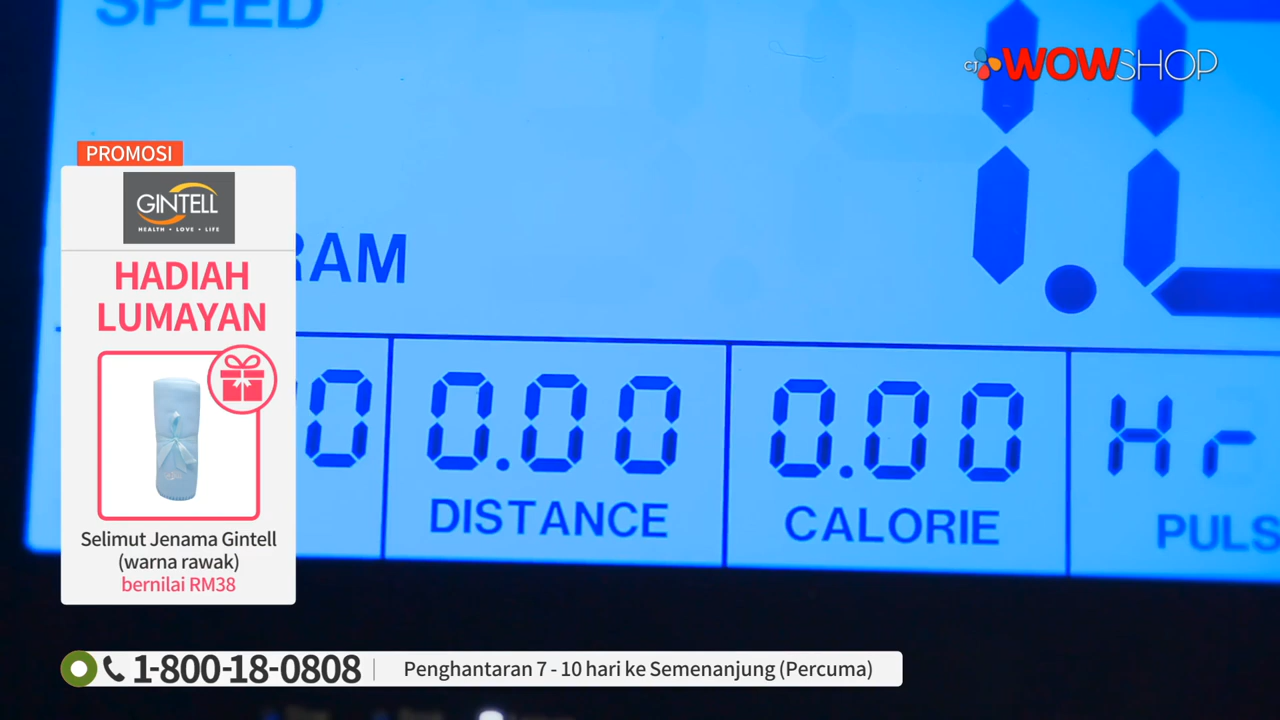 SPEED
CJ WOWSHOP
PROMOSI
GINTELL
HEALTH • LOVE • LIFE
HADIAH
LUMAYAN
Selimut Jenama Gintell
(warna rawak)
bernilai RM38
RAM
0.00
0.00
Hr
DISTANCE
CALORIE
PULS
1-800-18-0808
Penghantaran 7 - 10 hari ke Semenanjung (Percuma)